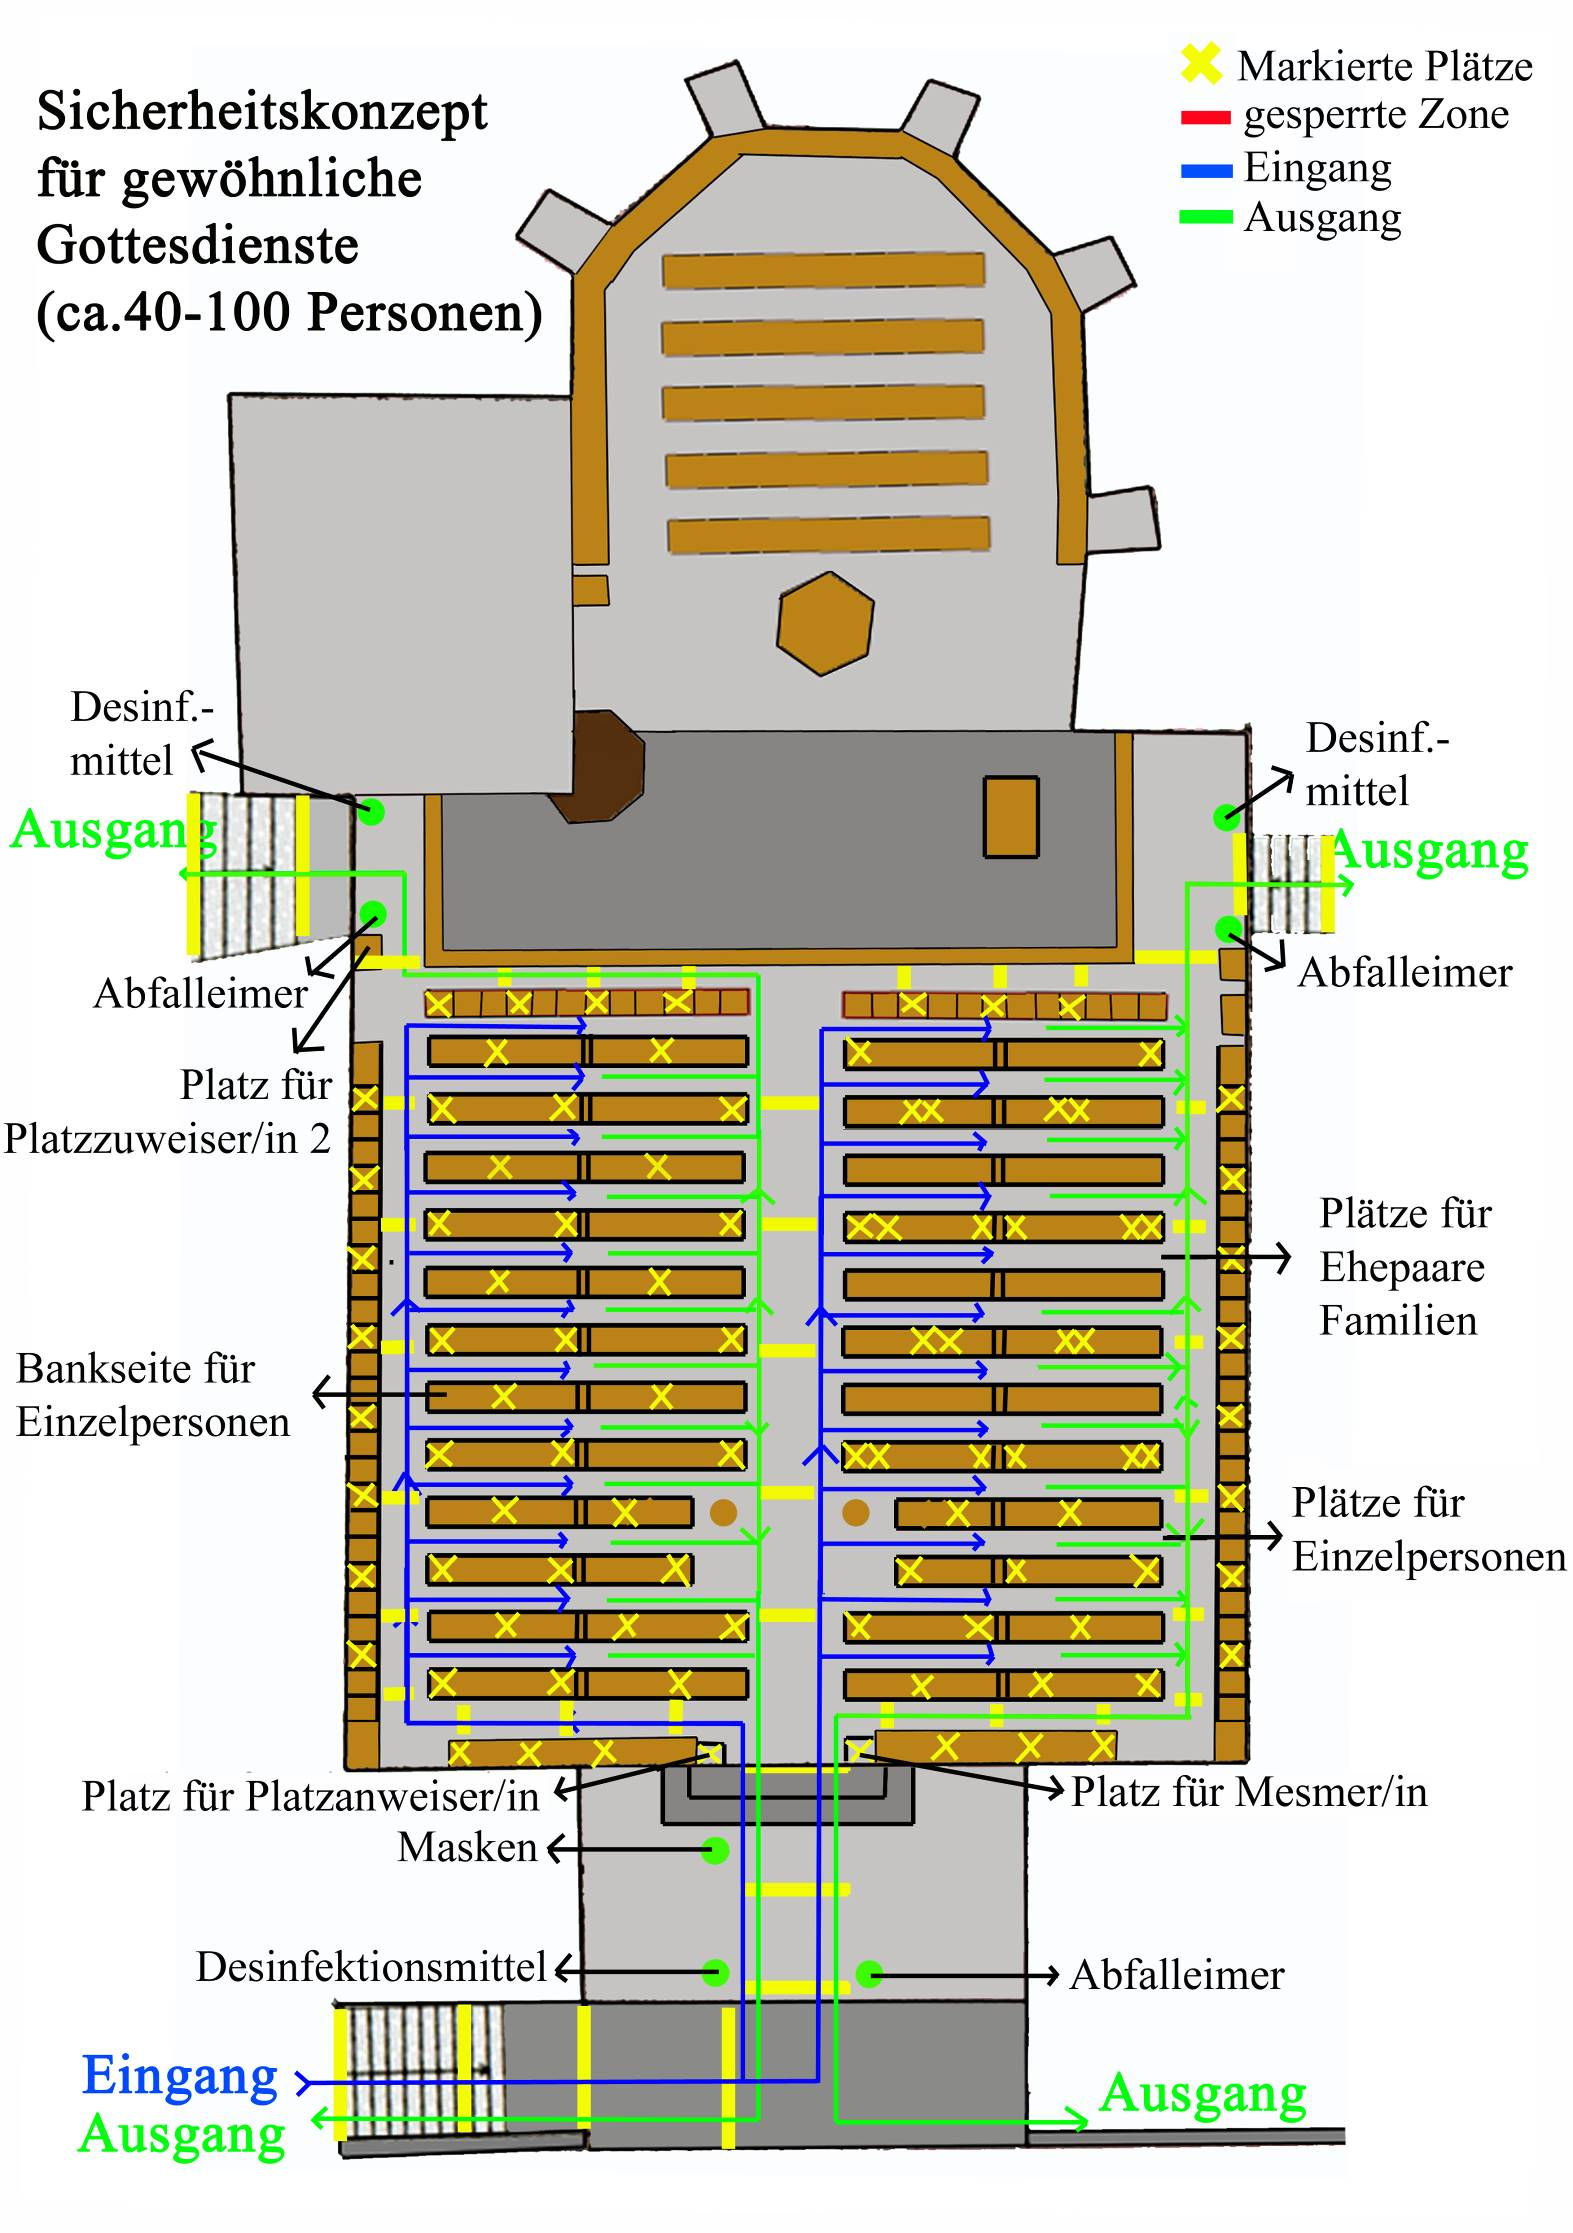 Sicherheitskonzept
für gewöhnliche
Gottesdienste
(ca.40-100 Personen)
Markierte Plätze
gesperrte Zone
Eingang
Ausgang
Desinf.-
mittel
Ausgang
Abfalleimer
Platz für
Platzzuweiser/in 2
Desinf.-
mittel
Ausgang
Abfalleimer
Plätze für
Ehepaare
Familien
Bankseite für
Einzelpersonen
Plätze für
Einzelpersonen
Platz für Platzanweiser/in
Platz für Mesmer/in
Masken
Desinfektionsmittel
Abfalleimer
Eingang
Ausgang
Ausgang